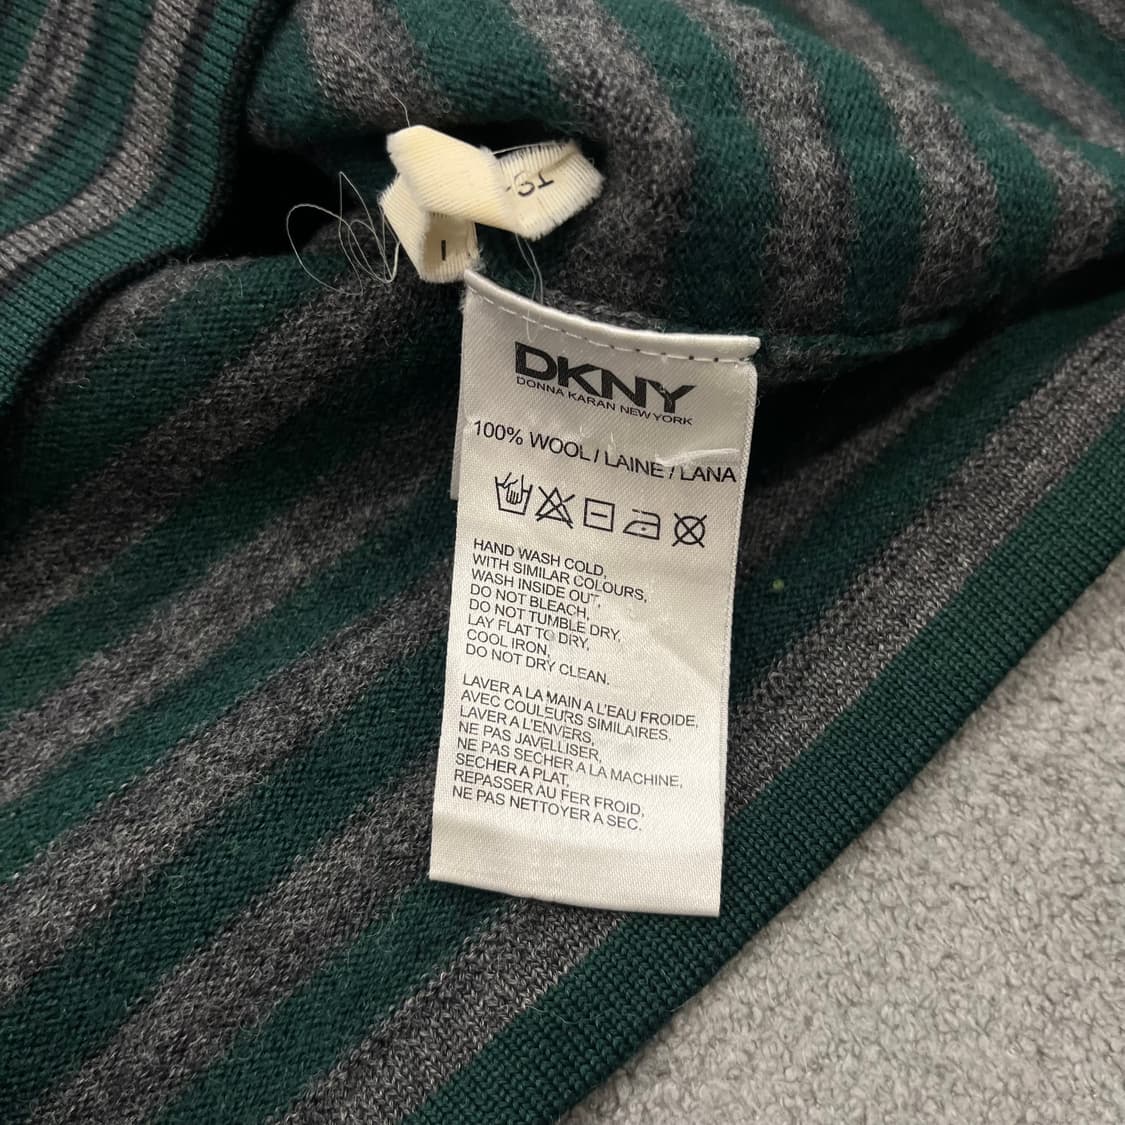 DKNY
DONNA KARAN NEW YORK
100% WOOL / LAINE / LANA
HAND WASH COLD,
WITH SIMILAR COLOURS,
WASH INSIDE OUT,
DO NOT BLEACH,
DO NOT TUMBLE DRY,
LAY FLAT TO DRY,
COOL IRON,
DO NOT DRY CLEAN.
LAVER A LA MAIN A L'EAU FROIDE,
AVEC COULEURS SIMILAIRES,
LAVER A L'ENVERS,
NE PAS JAVELLISER,
NE PAS SECHER A LA MACHINE,
SECHER A PLAT,
REPASSER AU FER FROID,
NE PAS NETTOYER A SEC.